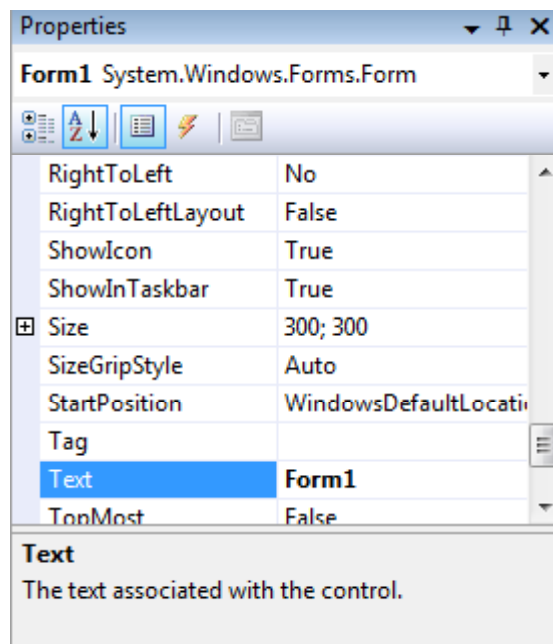 Properties
Form1 System.Windows.Forms.Form
A
Z
RightToLeft No
RightToLeftLayout False
ShowIcon True
ShowInTaskbar True
Size 300; 300
SizeGripStyle Auto
StartPosition WindowsDefaultLocati
Tag
Text Form1
TopMost False
Text
The text associated with the control.